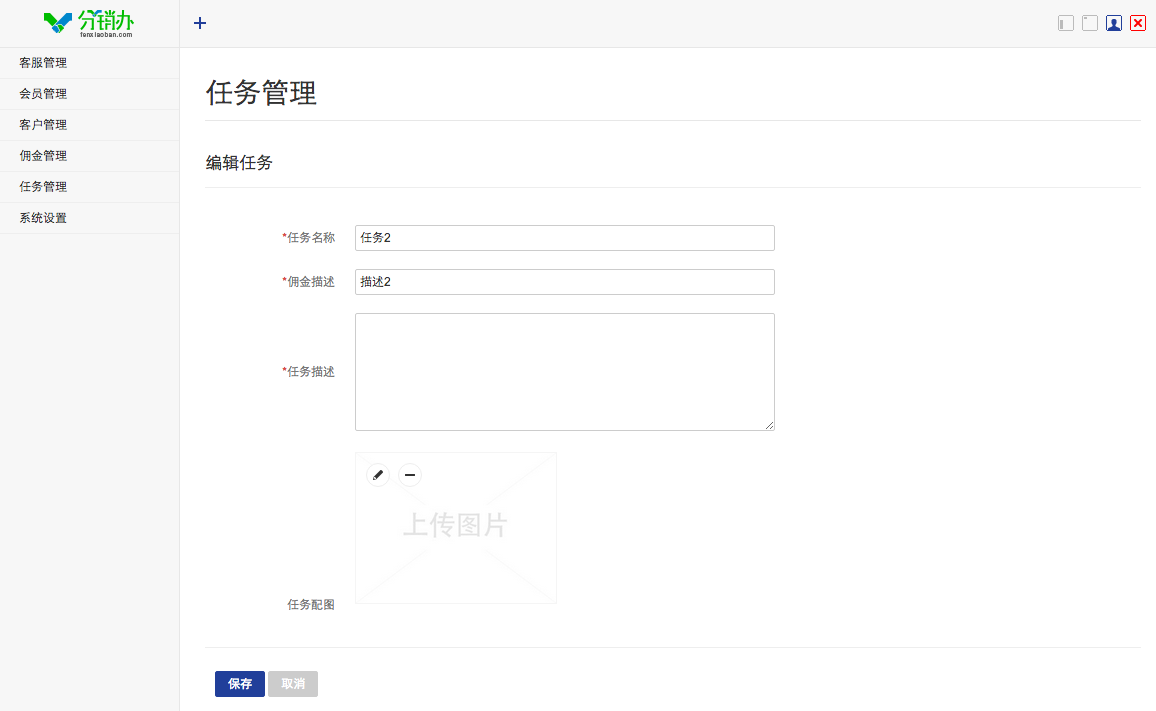 分销办
fenxiaoban.com
客服管理
会员管理
客户管理
佣金管理
任务管理
系统设置
任务管理
编辑任务
*任务名称 任务2
*佣金描述 描述2
*任务描述
上传图片
任务配图
保存 取消